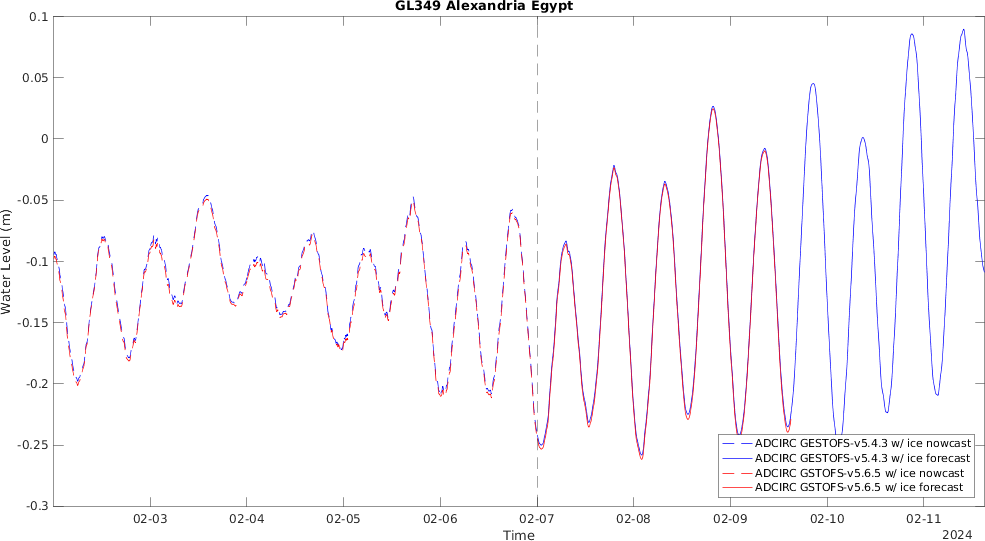 GL349 Alexandria Egypt
0.1
0.05
0
-0.05
-0.1
-0.15
-0.2
-0.25
-0.3
Water Level (m)
02-03 02-04 02-05 02-06 02-07 02-08 02-09 02-10 02-11
Time
2024
ADCIRC GESTOFS-v5.4.3 w/ ice nowcast
ADCIRC GESTOFS-v5.4.3 w/ ice forecast
ADCIRC GSTOFS-v5.6.5 w/ ice nowcast
ADCIRC GSTOFS-v5.6.5 w/ ice forecast